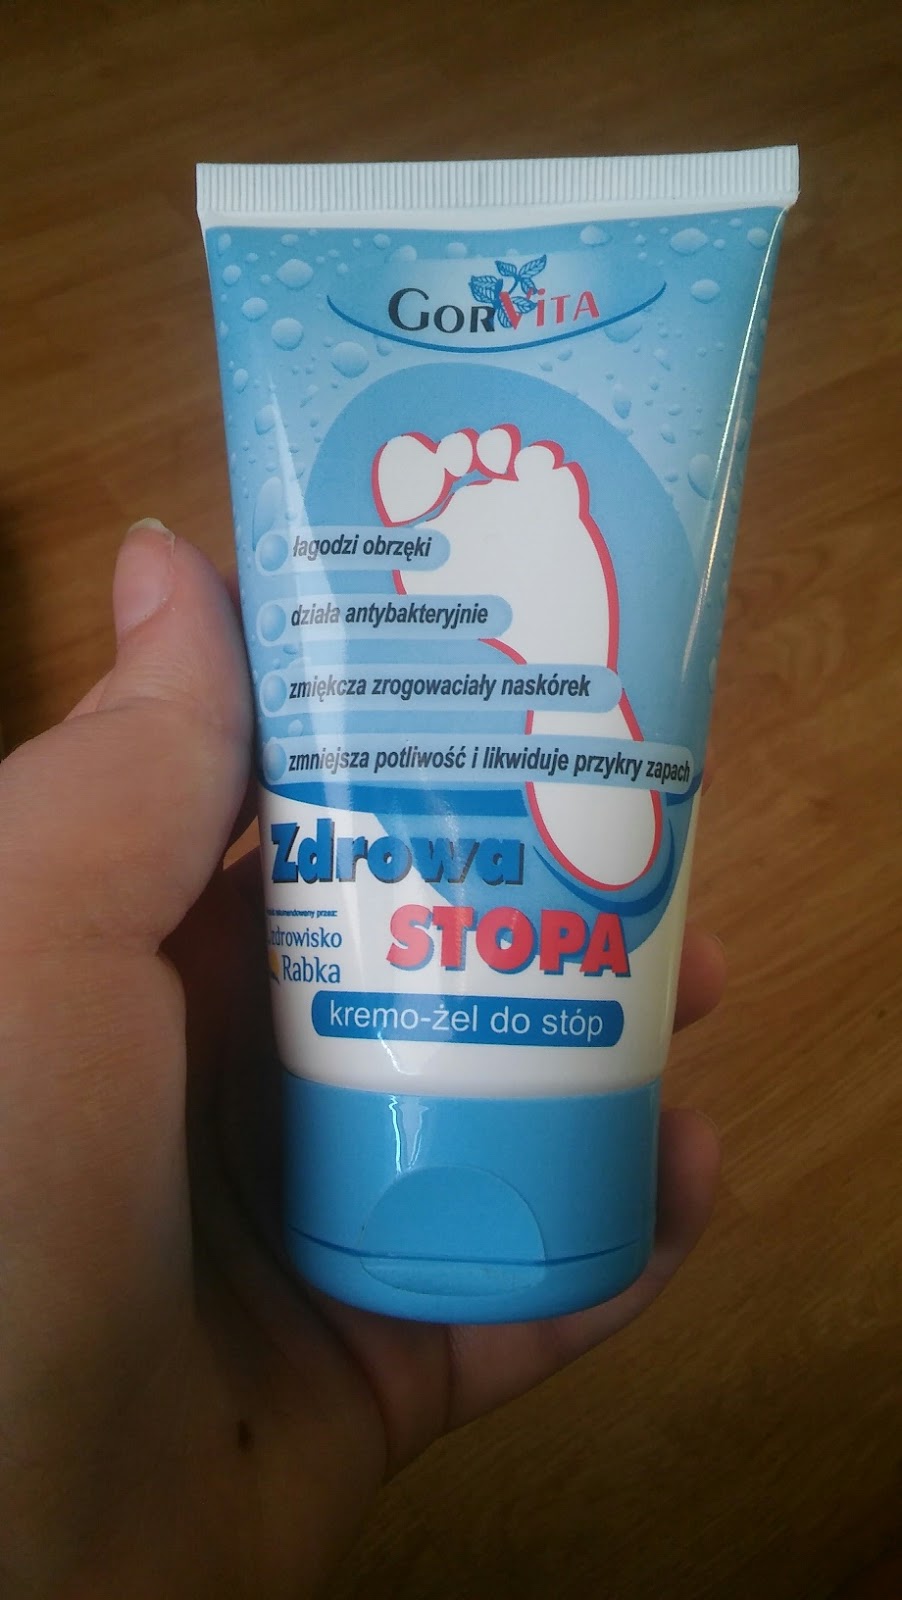 GORVITA
łagodzi obrzęki
działa antybakteryjnie
zmiękcza zrogowaciały naskórek
zmniejsza potliwość i likwiduje przykry zapach
Zdrowa
STOPA
przez:
Rabka
kremo-żel do stóp